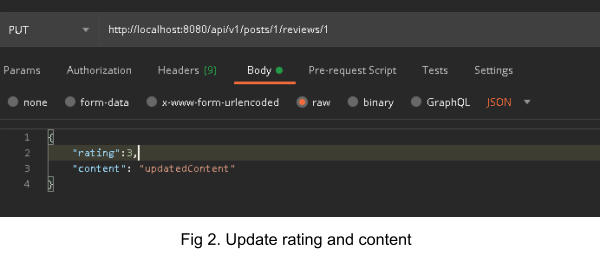 PUT http://localhost:8080/api/v1/posts/1/reviews/1
Params Authorization Headers (9) Body Pre-request Script Tests Settings
none form-data x-www-form-urlencoded raw binary GraphQL JSON
1 {
2 "rating":3,
3 "content": "updatedContent"
4 }
Fig 2. Update rating and content